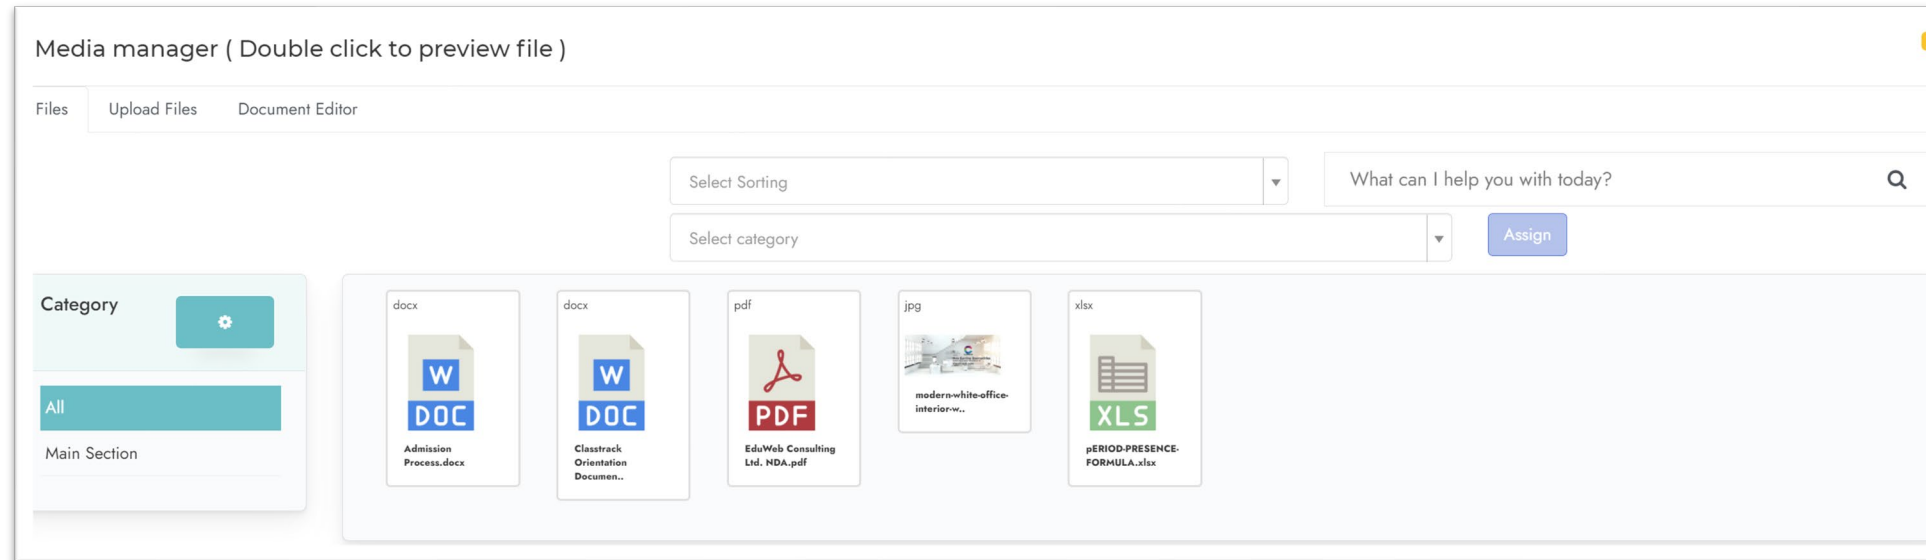 Media manager ( Double click to preview file )
Files
Upload Files
Document Editor
Select Sorting
What can I help you with today?
Select category
Assign
Category
All
Main Section
docx
W
DOC
Admission
Process.docx
docx
W
DOC
Classtrack
Orientation
Documen..
pdf
PDF
EduWeb Consulting
Ltd. NDA.pdf
jpg
modern-white-office-
interior-w..
xlsx
XLS
pERIOD-PRESENCE-
FORMULA.xlsx